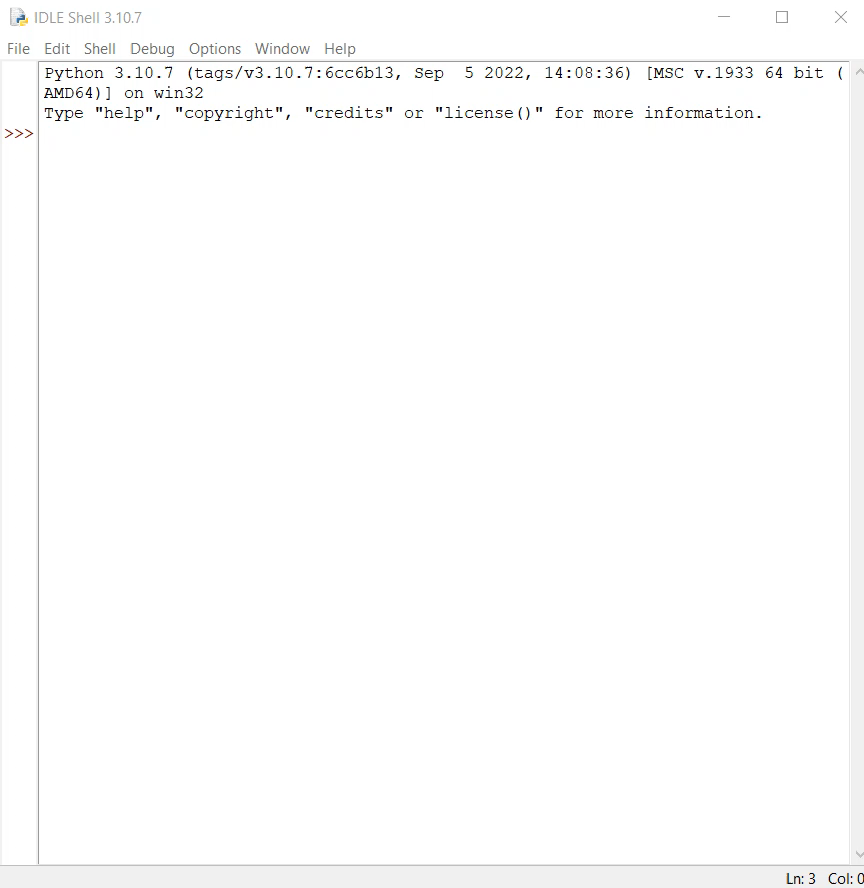 IDLE Shell 3.10.7
File Edit Shell Debug Options Window Help
Python 3.10.7 (tags/v3.10.7:6cc6b13, Sep  5 2022, 14:08:36) [MSC v.1933 64 bit (
AMD64)] on win32
Type "help", "copyright", "credits" or "license()" for more information.
>>>
Ln: 3 Col: 0